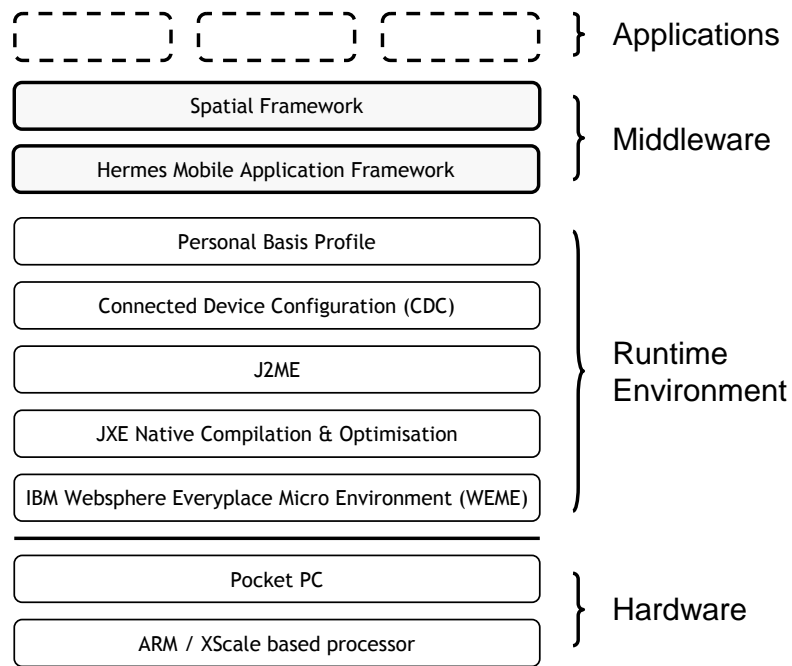 Applications
Spatial Framework
Hermes Mobile Application Framework
Middleware
Personal Basis Profile
Connected Device Configuration (CDC)
J2ME
JXE Native Compilation & Optimisation
IBM Websphere Everyplace Micro Environment (WEME)
Runtime
Environment
Pocket PC
ARM / XScale based processor
Hardware